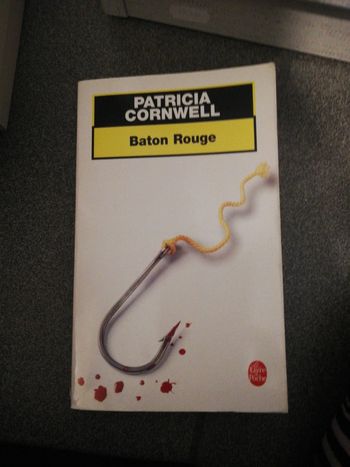 PATRICIA
CORNWELL
Baton Rouge
Le Livre
de Poche